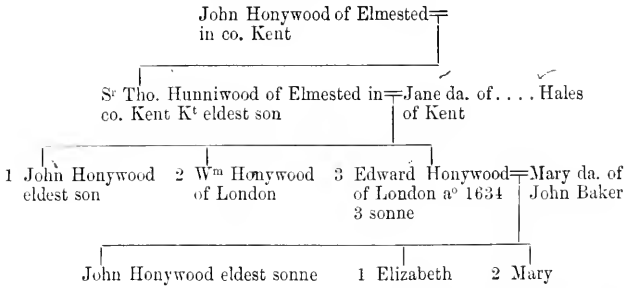 John Honywood of Elmested=
in co. Kent
Sr Tho. Hunniwood of Elmested in=Jane da. of . . . . Hales
co. Kent Kt eldest son of Kent
1 John Honywood 2 Wm Honywood 3 Edward Honywood=Mary da. of
eldest son of London of London ao 1634 John Baker
3 sonne
John Honywood eldest sonne 1 Elizabeth 2 Mary